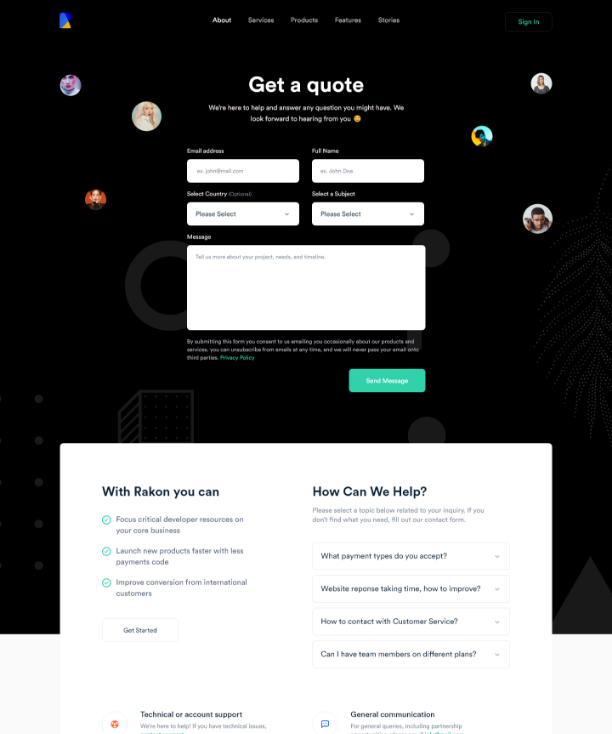 About Services Products Features Stories Sign In
Get a quote
We're here to help and answer any question you might have. We
look forward to hearing from you 😊
Email address Full Name
ex. john@mail.com ex. John Doe
Select Country (Optional) Select a Subject
Please Select Please Select
Message
Tell us more about your project, needs, and timeline.
By submitting this form you consent to us emailing you occasionally about our products and
services. you can unsubscribe from emails at any time, and we will never pass your email onto
third parties. Privacy Policy
Send Message
With Rakon you can
Focus critical developer resources on
your core business
Launch new products faster with less
payments code
Improve conversion from international
customers
Get Started
How Can We Help?
Please select a topic below related to your inquiry. If you
don't find what you need, fill out our contact form.
What payment types do you accept?
Website reponse taking time, how to improve?
How to contact with Customer Service?
Can I have team members on different plans?
Technical or account support
We're here to help! If you have technical issues,
General communication
For general queries, including partnership